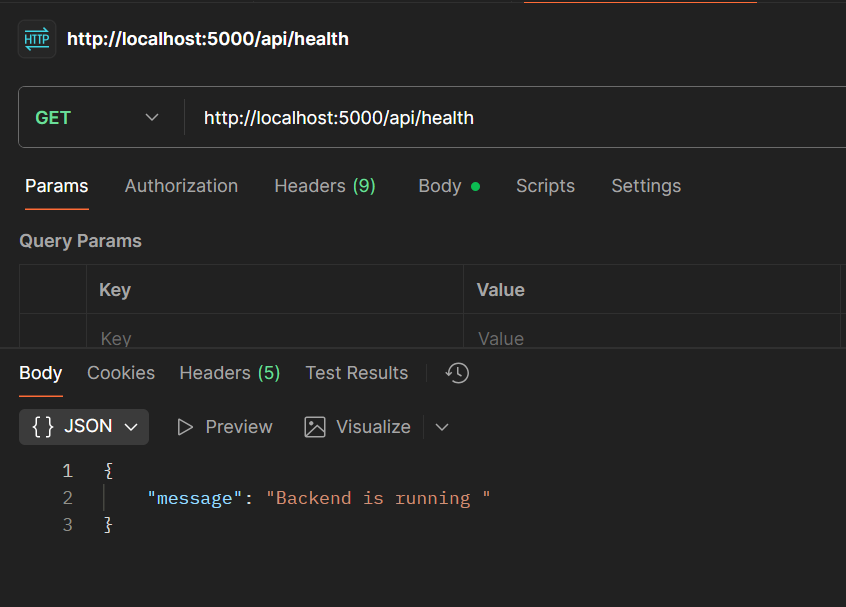 HTTP http://localhost:5000/api/health
GET http://localhost:5000/api/health
Params Authorization Headers (9) Body Scripts Settings
Query Params
Key Value
Key Value
Body Cookies Headers (5) Test Results
{ } JSON Preview Visualize
1 {
2 "message": "Backend is running "
3 }